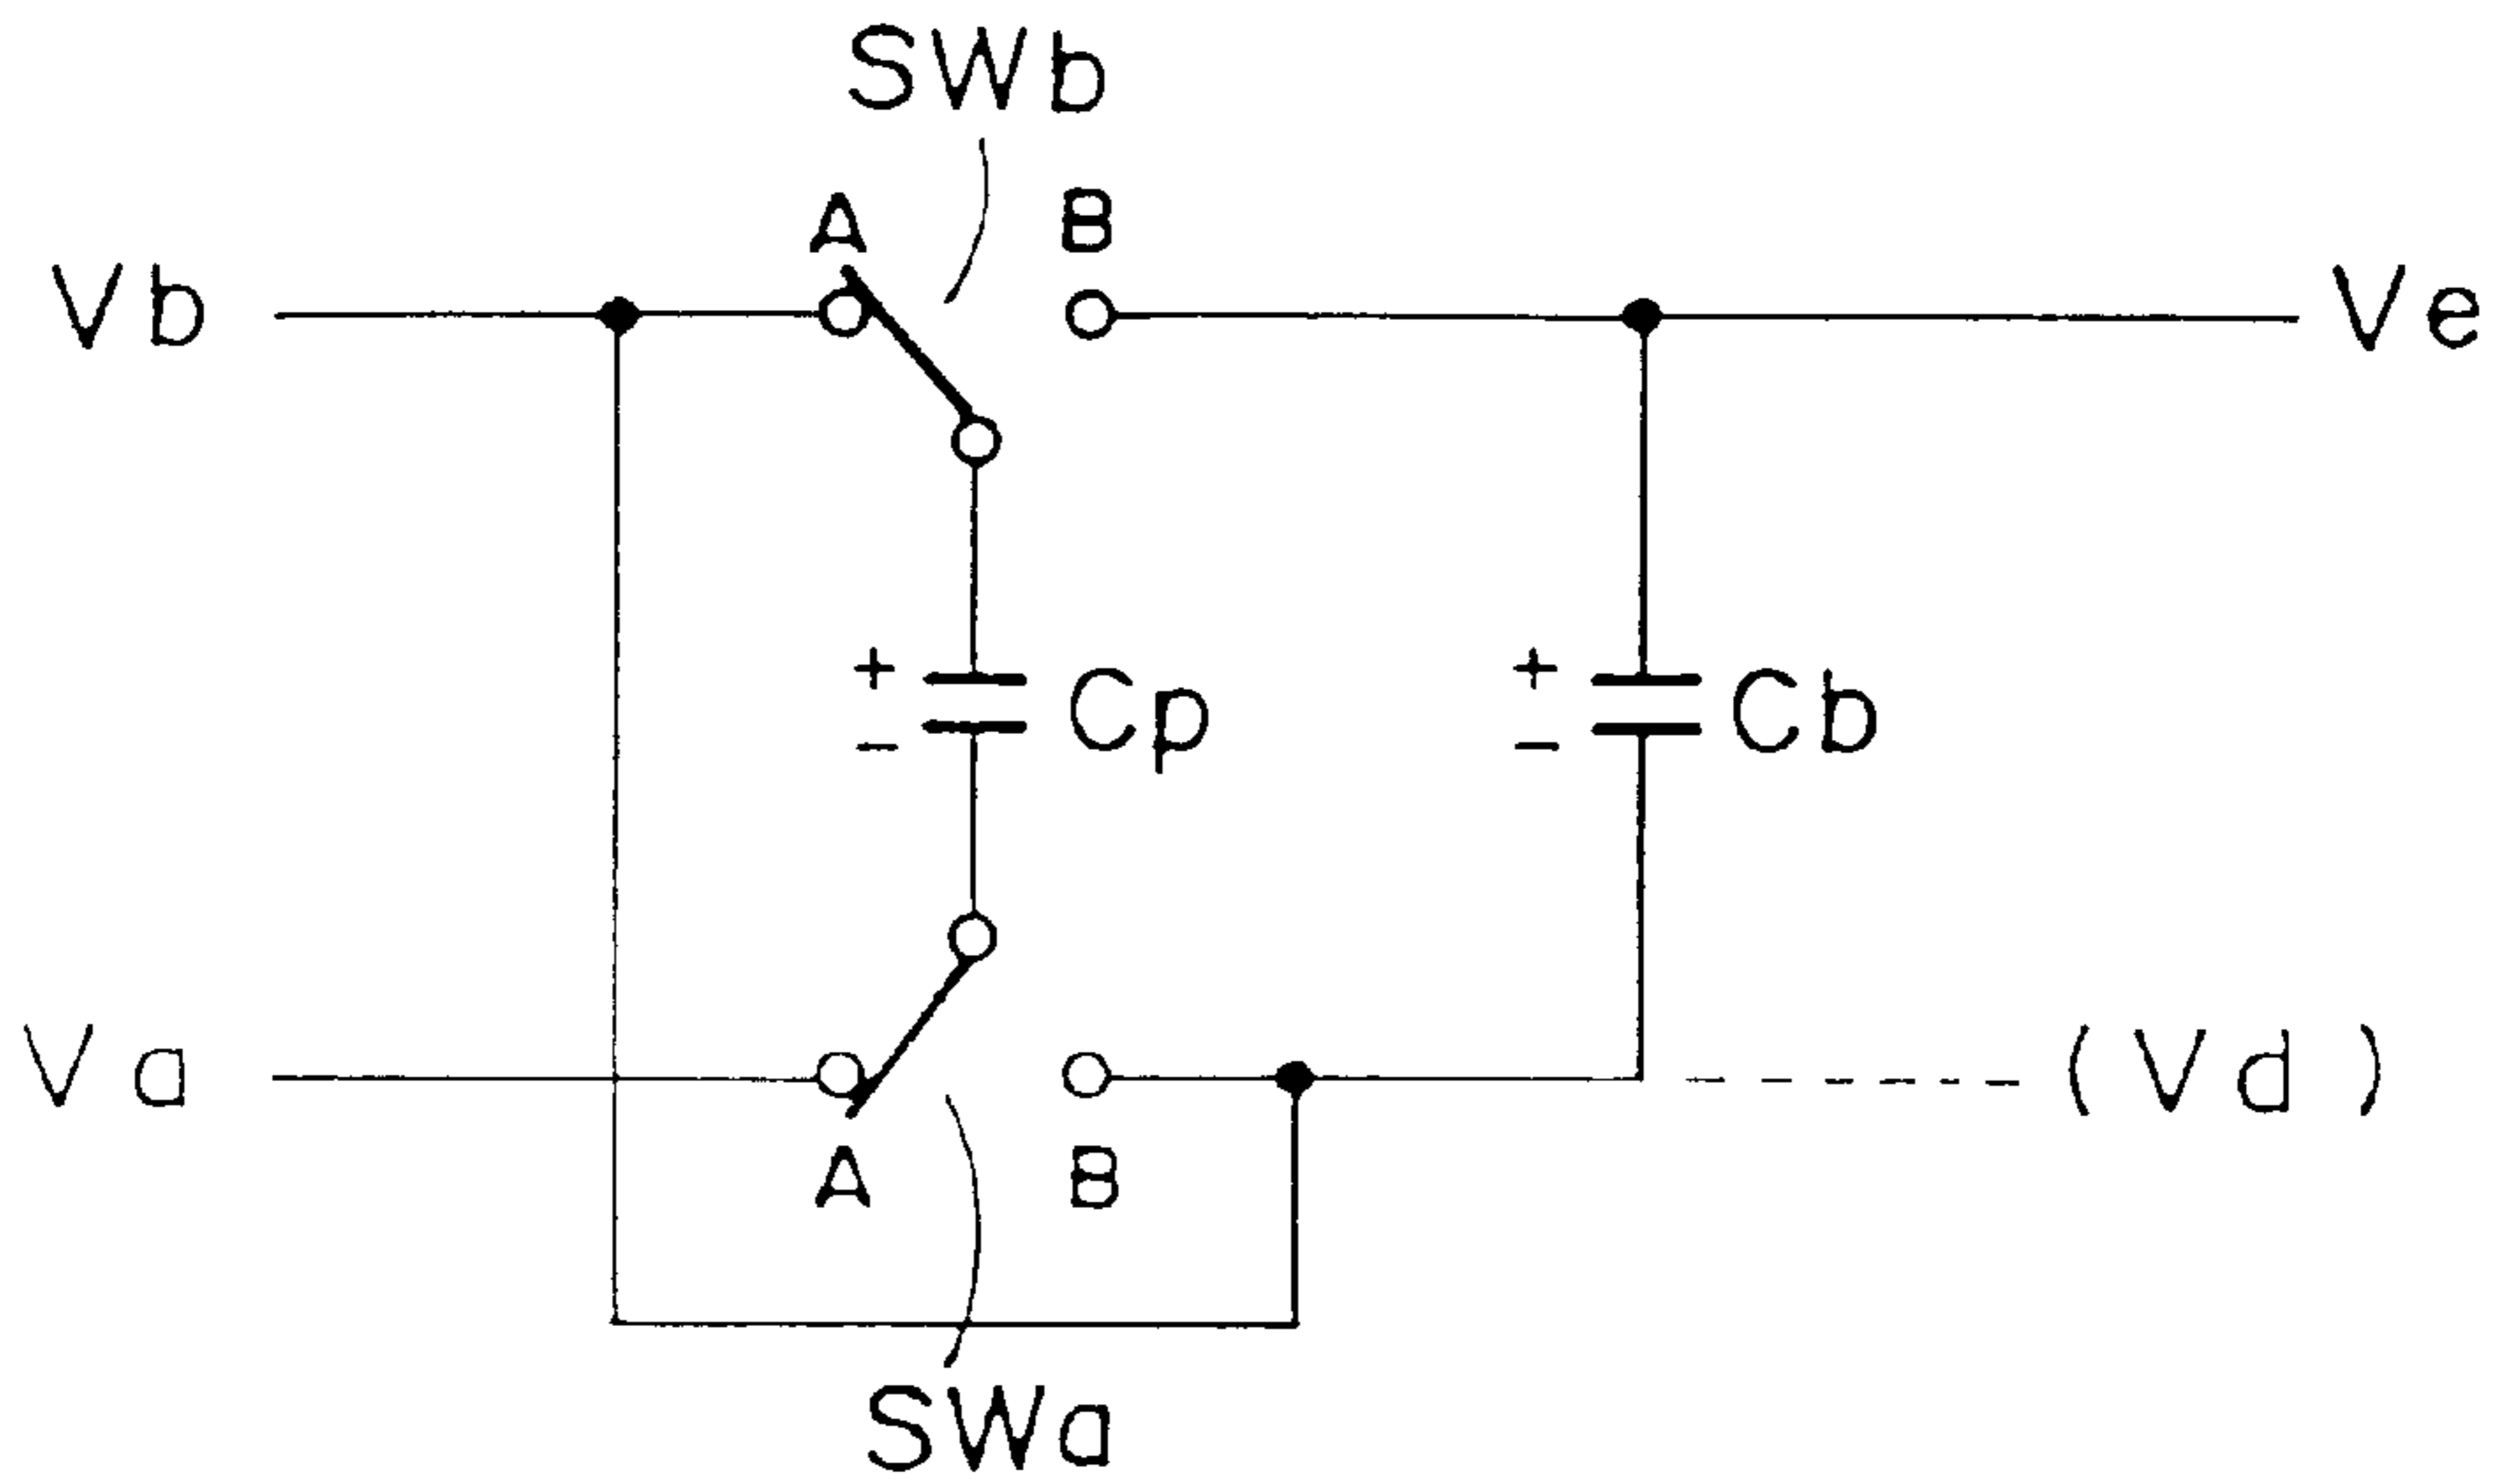 SWb
A B
Vb Ve
+ Cp + Cb
- -
Va (Vd)
A B
SWa